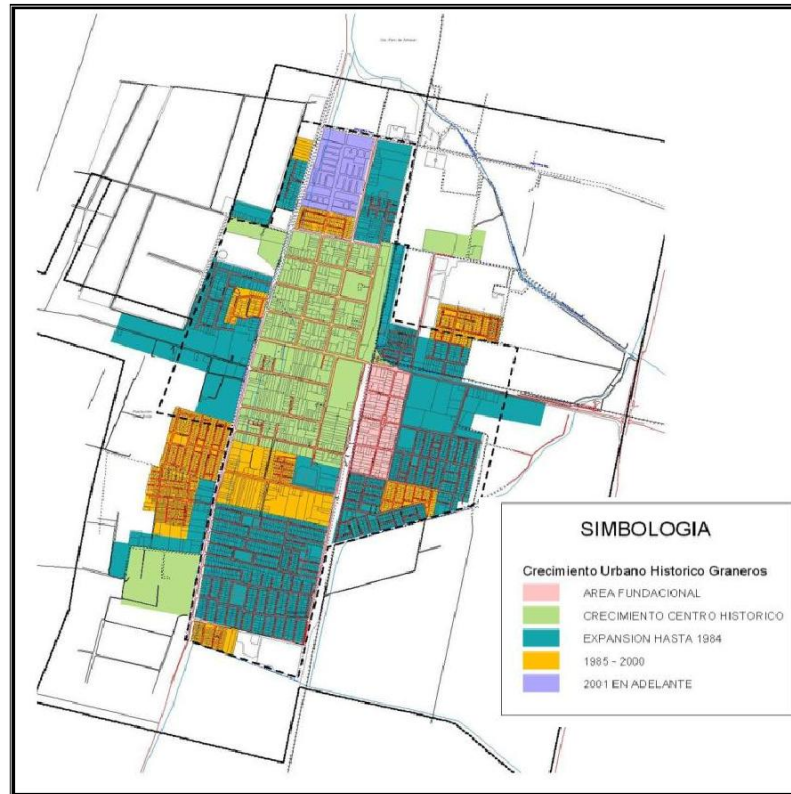 SIMBOLOGIA
Crecimiento Urbano Historico Graneros
AREA FUNDACIONAL
CRECIMIENTO CENTRO HISTORICO
EXPANSION HASTA 1984
1985 - 2000
2001 EN ADELANTE